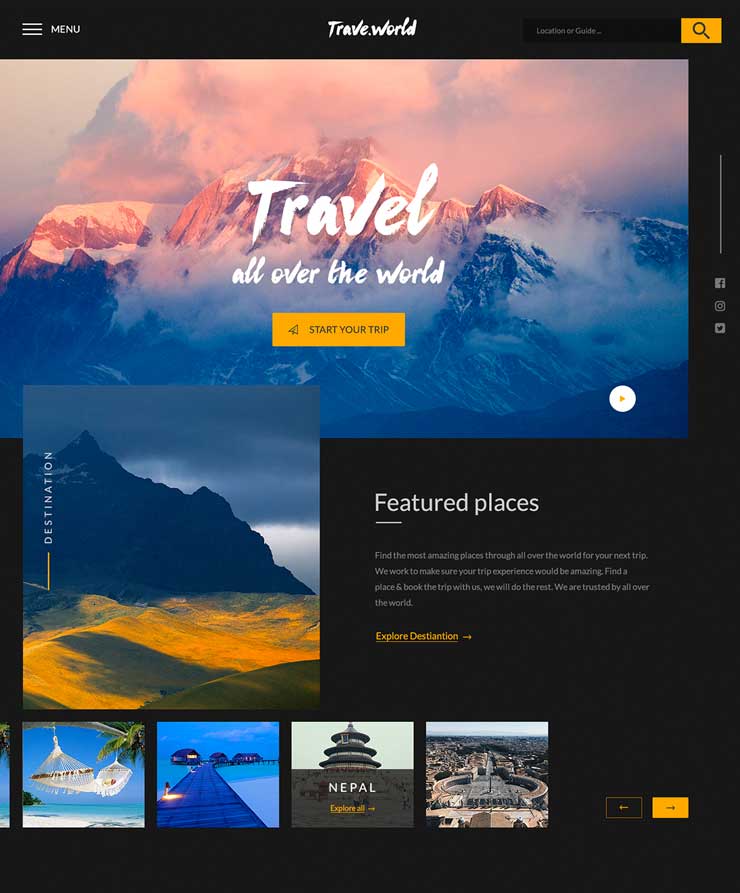 MENU
Trave.world
Location or Guide ...
Travel
all over the world
START YOUR TRIP
DESTINATION
Featured places
Find the most amazing places through all over the world for your next trip.
We work to make sure your trip experience would be amazing. Find a
place & book the trip with us, we will do the rest. We are trusted by all over
the world.
Explore Destiantion →
NEPAL
Explore all →
← →